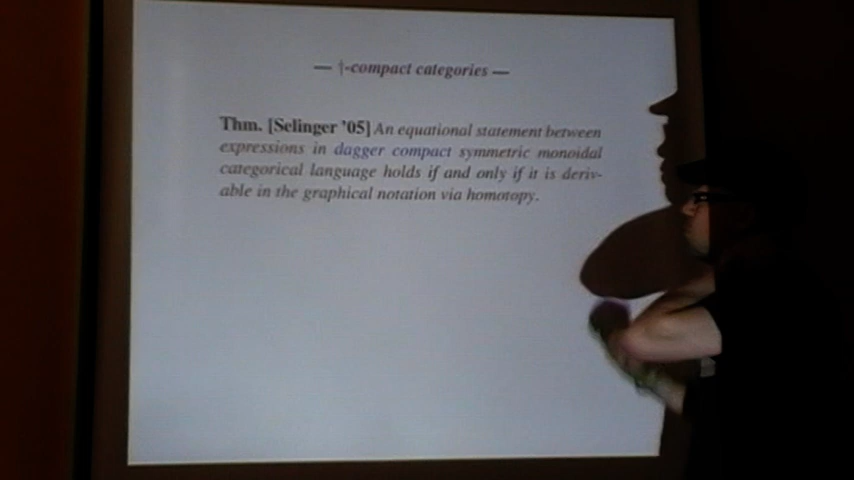 — †-compact categories —
Thm. [Selinger '05] An equational statement between
expressions in dagger compact symmetric monoidal
categorical language holds if and only if it is deriv-
able in the graphical notation via homotopy.